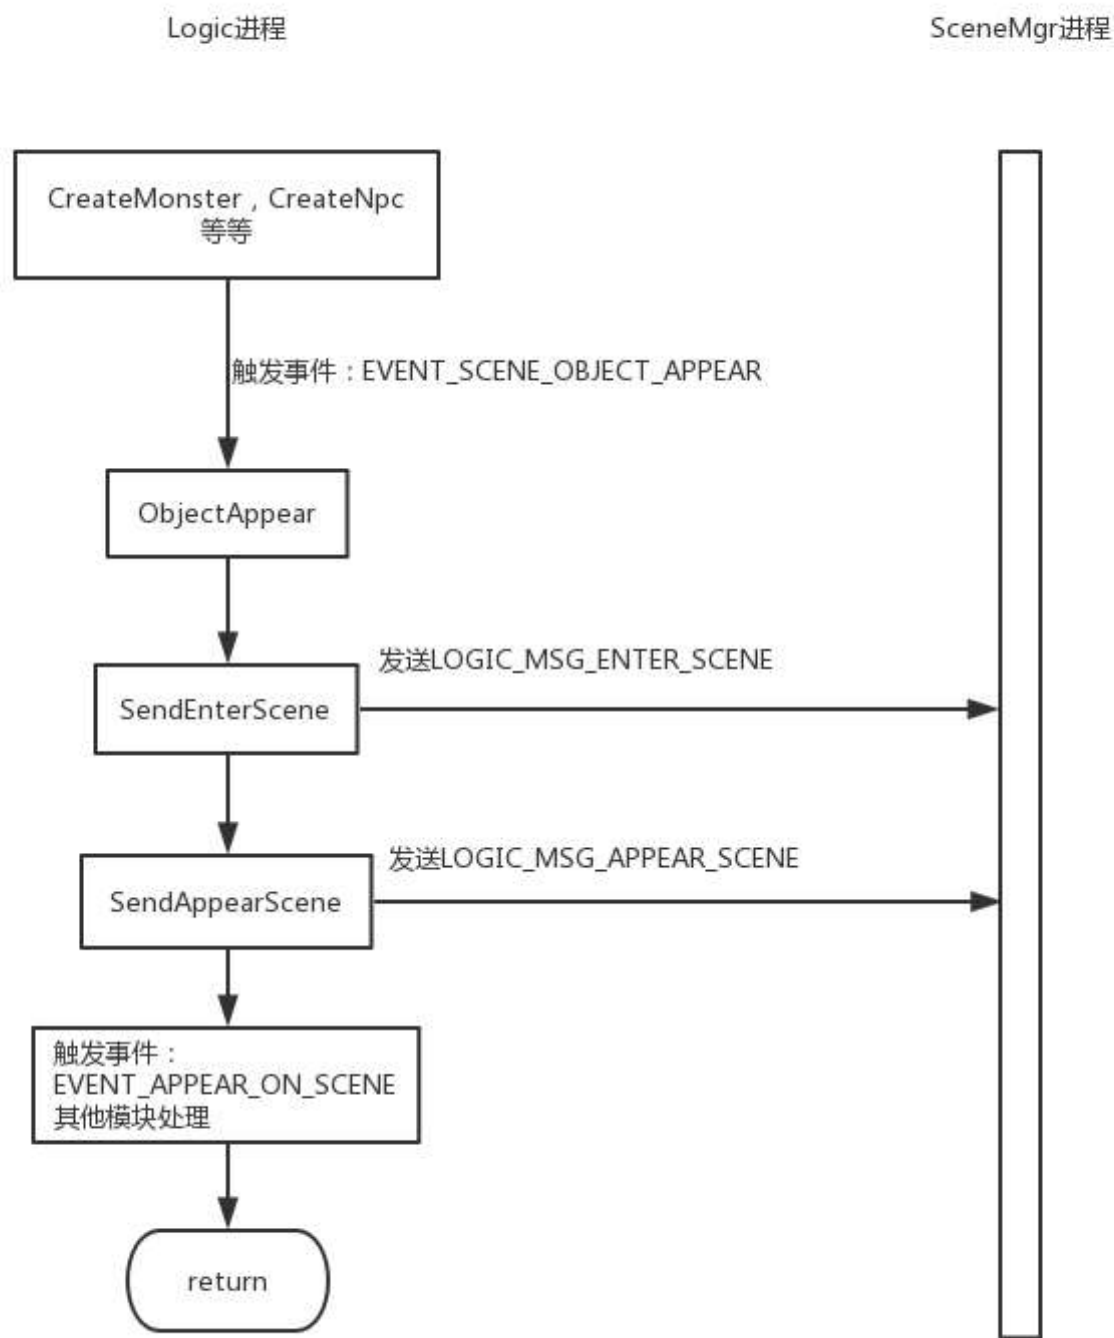 Logic进程
SceneMgr进程
CreateMonster，CreateNpc
等等
触发事件：EVENT_SCENE_OBJECT_APPEAR
ObjectAppear
发送LOGIC_MSG_ENTER_SCENE
SendEnterScene
发送LOGIC_MSG_APPEAR_SCENE
SendAppearScene
触发事件：
EVENT_APPEAR_ON_SCENE
其他模块处理
return